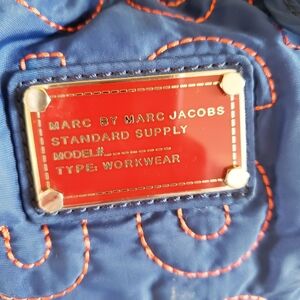 MARC BY MARC JACOBS
STANDARD SUPPLY
MODEL#_ _ _ _ _ _ _
TYPE: WORKWEAR